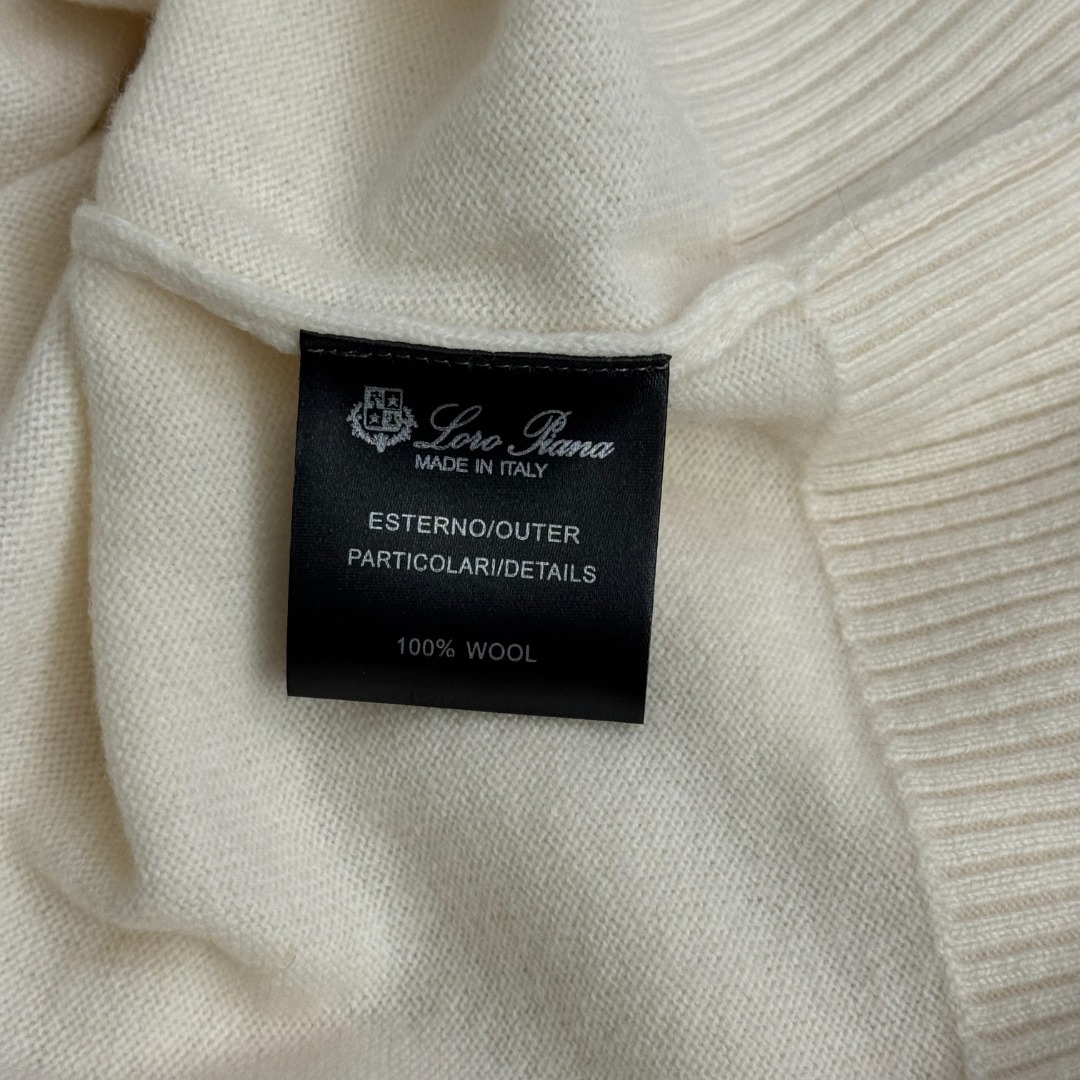 Loro Piana
MADE IN ITALY
ESTERNO/OUTER
PARTICOLARI/DETAILS
100% WOOL